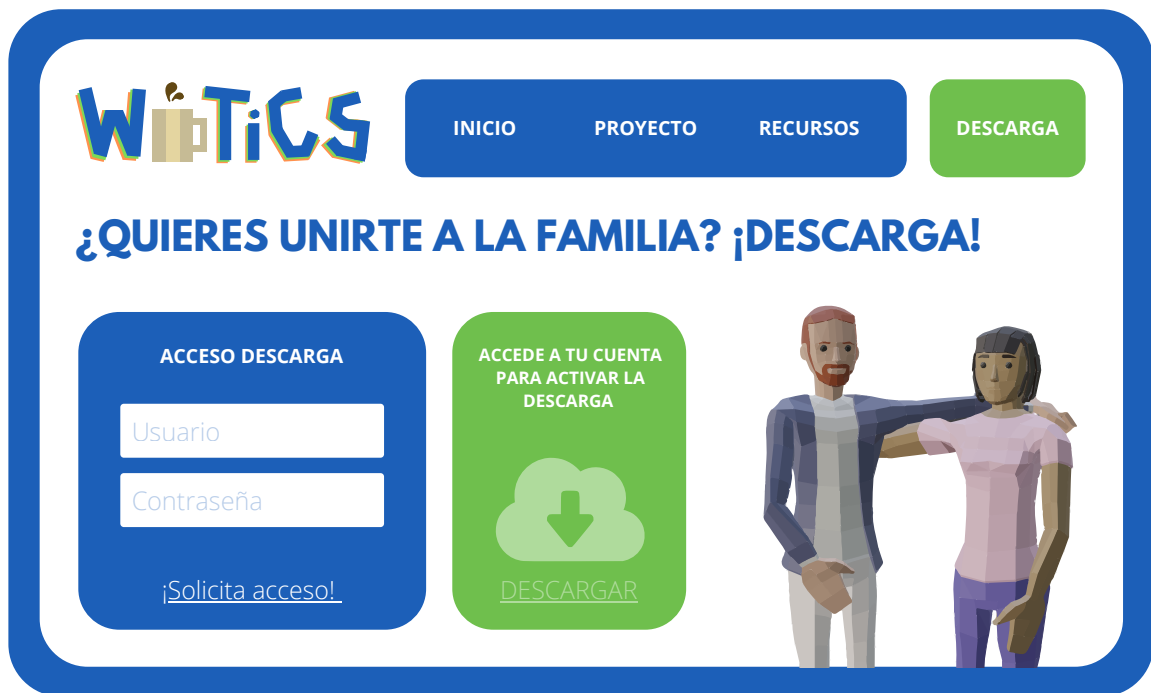 WOTiCS
INICIO
PROYECTO
RECURSOS
DESCARGA
¿QUIERES UNIRTE A LA FAMILIA? ¡DESCARGA!
ACCESO DESCARGA
Usuario
Contraseña
¡Solicita acceso!
ACCEDE A TU CUENTA
PARA ACTIVAR LA
DESCARGA
DESCARGAR